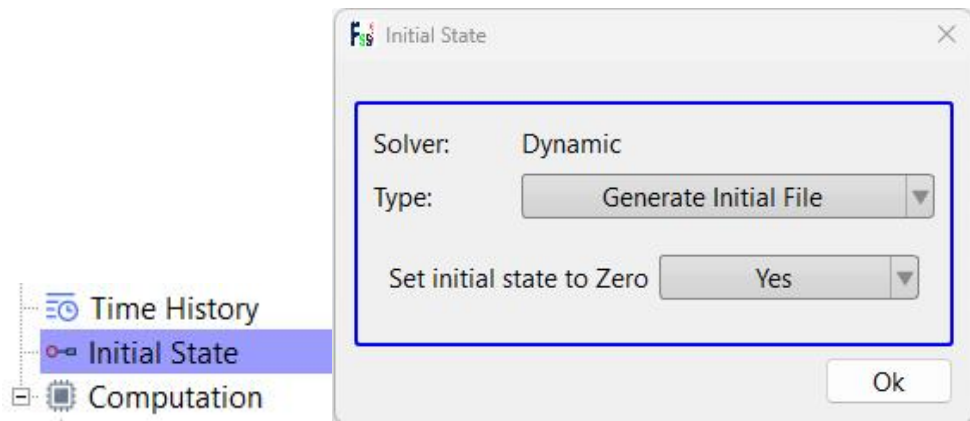 Fss Initial State
Solver: Dynamic
Type: Generate Initial File
Set initial state to Zero Yes
Ok
Time History
Initial State
Computation